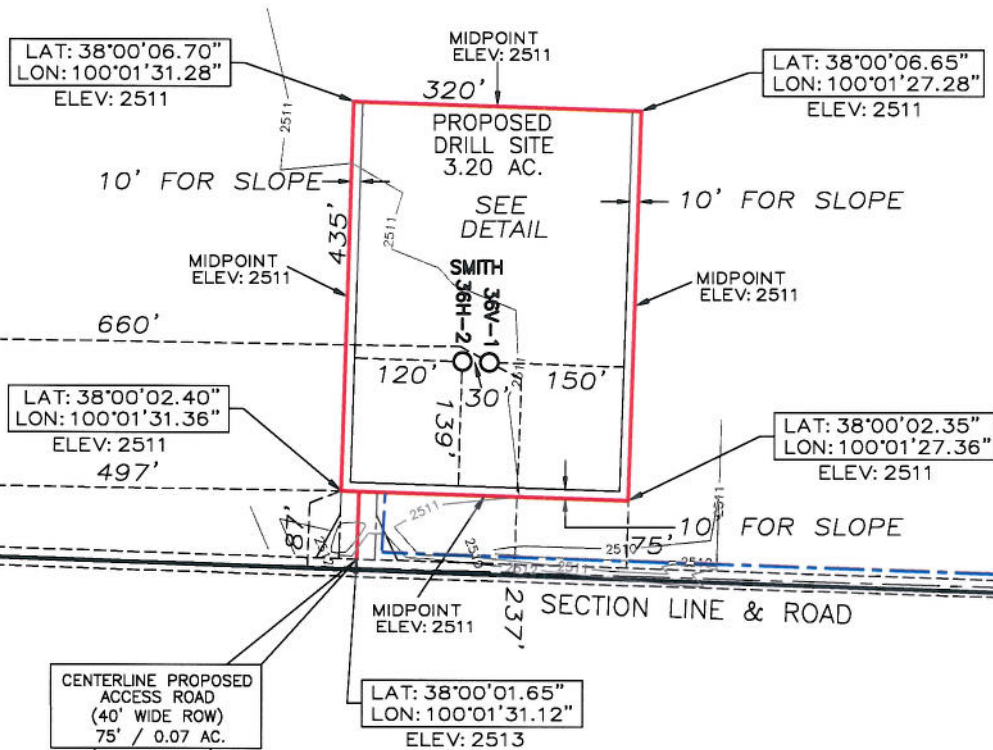 MIDPOINT
ELEV: 2511
LAT: 38°00'06.70"
LON: 100°01'31.28"
ELEV: 2511
LAT: 38°00'06.65"
LON: 100°01'27.28"
ELEV: 2511
320'
PROPOSED
DRILL SITE
3.20 AC.
2511
10' FOR SLOPE
10' FOR SLOPE
SEE
DETAIL
435'
2511
MIDPOINT
ELEV: 2511
SMITH
36H-2
36V-1
MIDPOINT
ELEV: 2511
660'
120'
30'
150'
2511
139'
LAT: 38°00'02.40"
LON: 100°01'31.36"
ELEV: 2511
LAT: 38°00'02.35"
LON: 100°01'27.36"
ELEV: 2511
497'
2511
2511
10' FOR SLOPE
48'
75'
2510
2511
237'
SECTION LINE & ROAD
MIDPOINT
ELEV: 2511
CENTERLINE PROPOSED
ACCESS ROAD
(40' WIDE ROW)
75' / 0.07 AC.
LAT: 38°00'01.65"
LON: 100°01'31.12"
ELEV: 2513